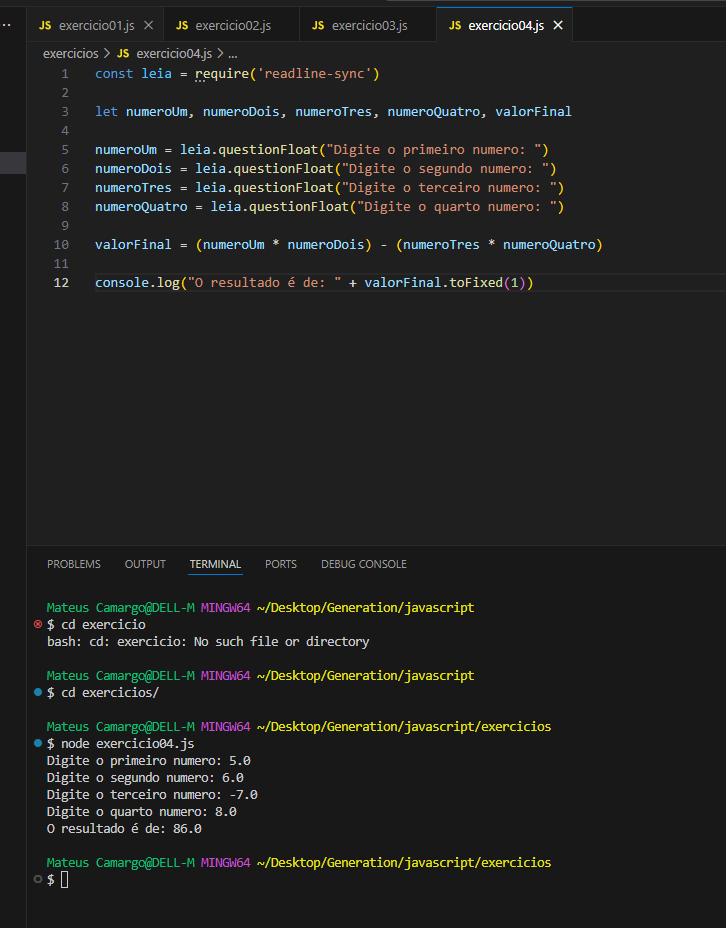 JS exercicio01.js JS exercicio02.js JS exercicio03.js JS exercicio04.js
exercicios > JS exercicio04.js > ...
1 const leia = require('readline-sync')
2
3 let numeroUm, numeroDois, numeroTres, numeroQuatro, valorFinal
4
5 numeroUm = leia.questionFloat("Digite o primeiro numero: ")
6 numeroDois = leia.questionFloat("Digite o segundo numero: ")
7 numeroTres = leia.questionFloat("Digite o terceiro numero: ")
8 numeroQuatro = leia.questionFloat("Digite o quarto numero: ")
9
10 valorFinal = (numeroUm * numeroDois) - (numeroTres * numeroQuatro)
11
12 console.log("O resultado é de: " + valorFinal.toFixed(1))
PROBLEMS OUTPUT TERMINAL PORTS DEBUG CONSOLE
Mateus Camargo@DELL-M MINGW64 ~/Desktop/Generation/javascript
$ cd exercicio
bash: cd: exercicio: No such file or directory
Mateus Camargo@DELL-M MINGW64 ~/Desktop/Generation/javascript
$ cd exercicios/
Mateus Camargo@DELL-M MINGW64 ~/Desktop/Generation/javascript/exercicios
$ node exercicio04.js
Digite o primeiro numero: 5.0
Digite o segundo numero: 6.0
Digite o terceiro numero: -7.0
Digite o quarto numero: 8.0
O resultado é de: 86.0
Mateus Camargo@DELL-M MINGW64 ~/Desktop/Generation/javascript/exercicios
$